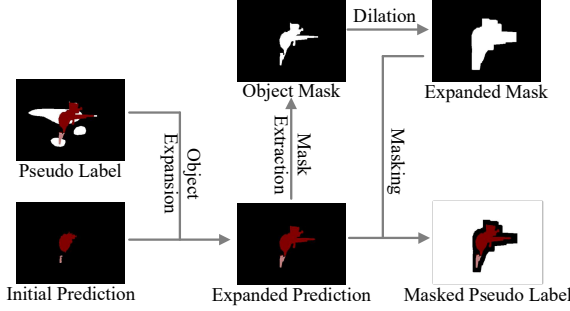 Dilation
Object Mask
Expanded Mask
Pseudo Label
Object
Expansion
Mask
Extraction
Masking
Initial Prediction
Expanded Prediction
Masked Pseudo Label